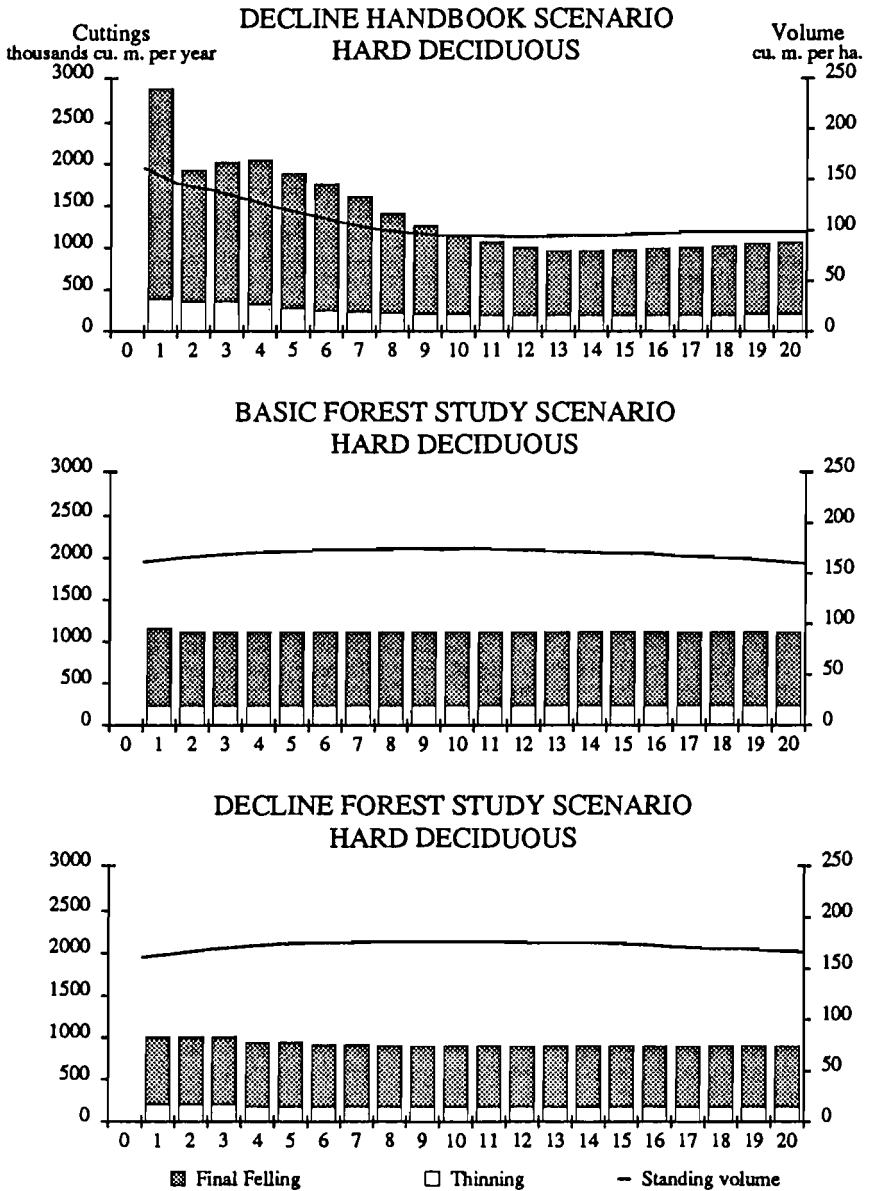 DECLINE HANDBOOK SCENARIO
HARD DECIDUOUS
Cuttings
thousands cu. m. per year
Volume
cu. m. per ha.
3000
2500
2000
1500
1000
500
0
250
200
150
100
50
0
0 1 2 3 4 5 6 7 8 9 10 11 12 13 14 15 16 17 18 19 20
BASIC FOREST STUDY SCENARIO
HARD DECIDUOUS
3000
2500
2000
1500
1000
500
0
250
200
150
100
50
0
0 1 2 3 4 5 6 7 8 9 10 11 12 13 14 15 16 17 18 19 20
DECLINE FOREST STUDY SCENARIO
HARD DECIDUOUS
3000
2500
2000
1500
1000
500
0
250
200
150
100
50
0
0 1 2 3 4 5 6 7 8 9 10 11 12 13 14 15 16 17 18 19 20
Final Felling Thinning Standing volume